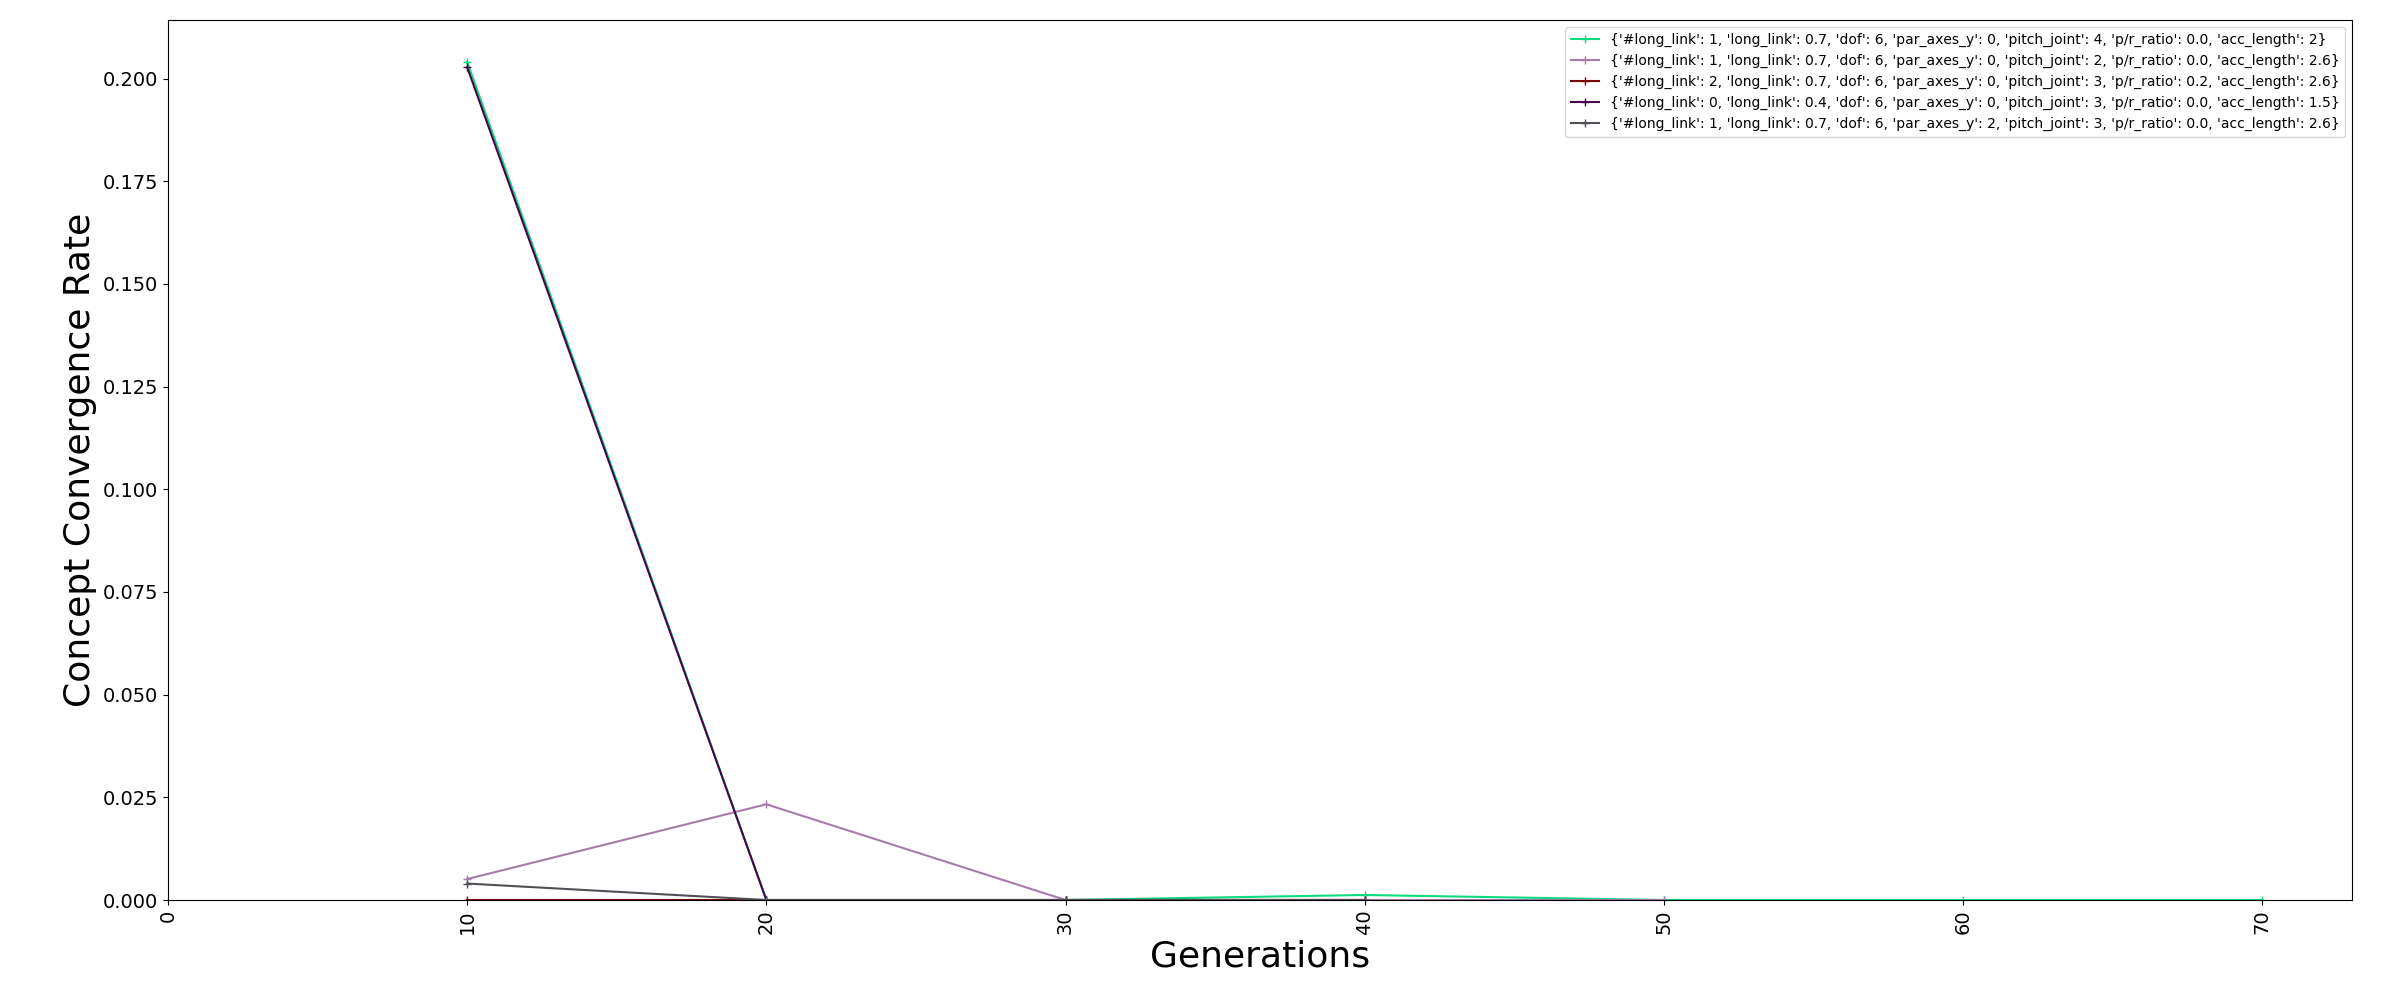 {'#long_link': 1, 'long_link': 0.7, 'dof': 6, 'par_axes_y': 0, 'pitch_joint': 4, 'p/r_ratio': 0.0, 'acc_length': 2}
{'#long_link': 1, 'long_link': 0.7, 'dof': 6, 'par_axes_y': 0, 'pitch_joint': 2, 'p/r_ratio': 0.0, 'acc_length': 2.6}
{'#long_link': 2, 'long_link': 0.7, 'dof': 6, 'par_axes_y': 0, 'pitch_joint': 3, 'p/r_ratio': 0.2, 'acc_length': 2.6}
{'#long_link': 0, 'long_link': 0.4, 'dof': 6, 'par_axes_y': 0, 'pitch_joint': 3, 'p/r_ratio': 0.0, 'acc_length': 1.5}
{'#long_link': 1, 'long_link': 0.7, 'dof': 6, 'par_axes_y': 2, 'pitch_joint': 3, 'p/r_ratio': 0.0, 'acc_length': 2.6}
Concept Convergence Rate
0.200
0.175
0.150
0.125
0.100
0.075
0.050
0.025
0.000
0
10
20
30
40
50
60
70
Generations